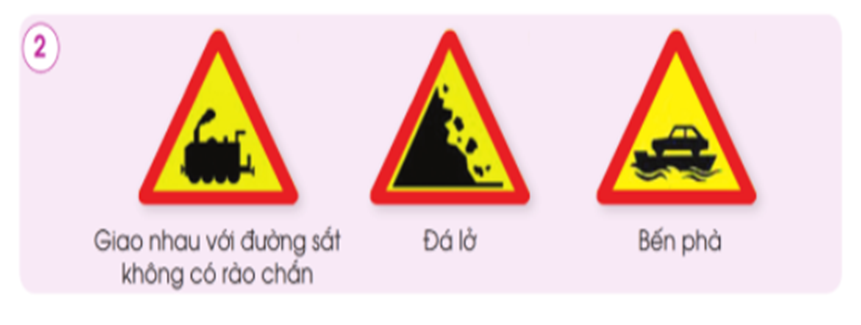 2
Giao nhau với đường sắt
không có rào chắn
Đá lở
Bến phà